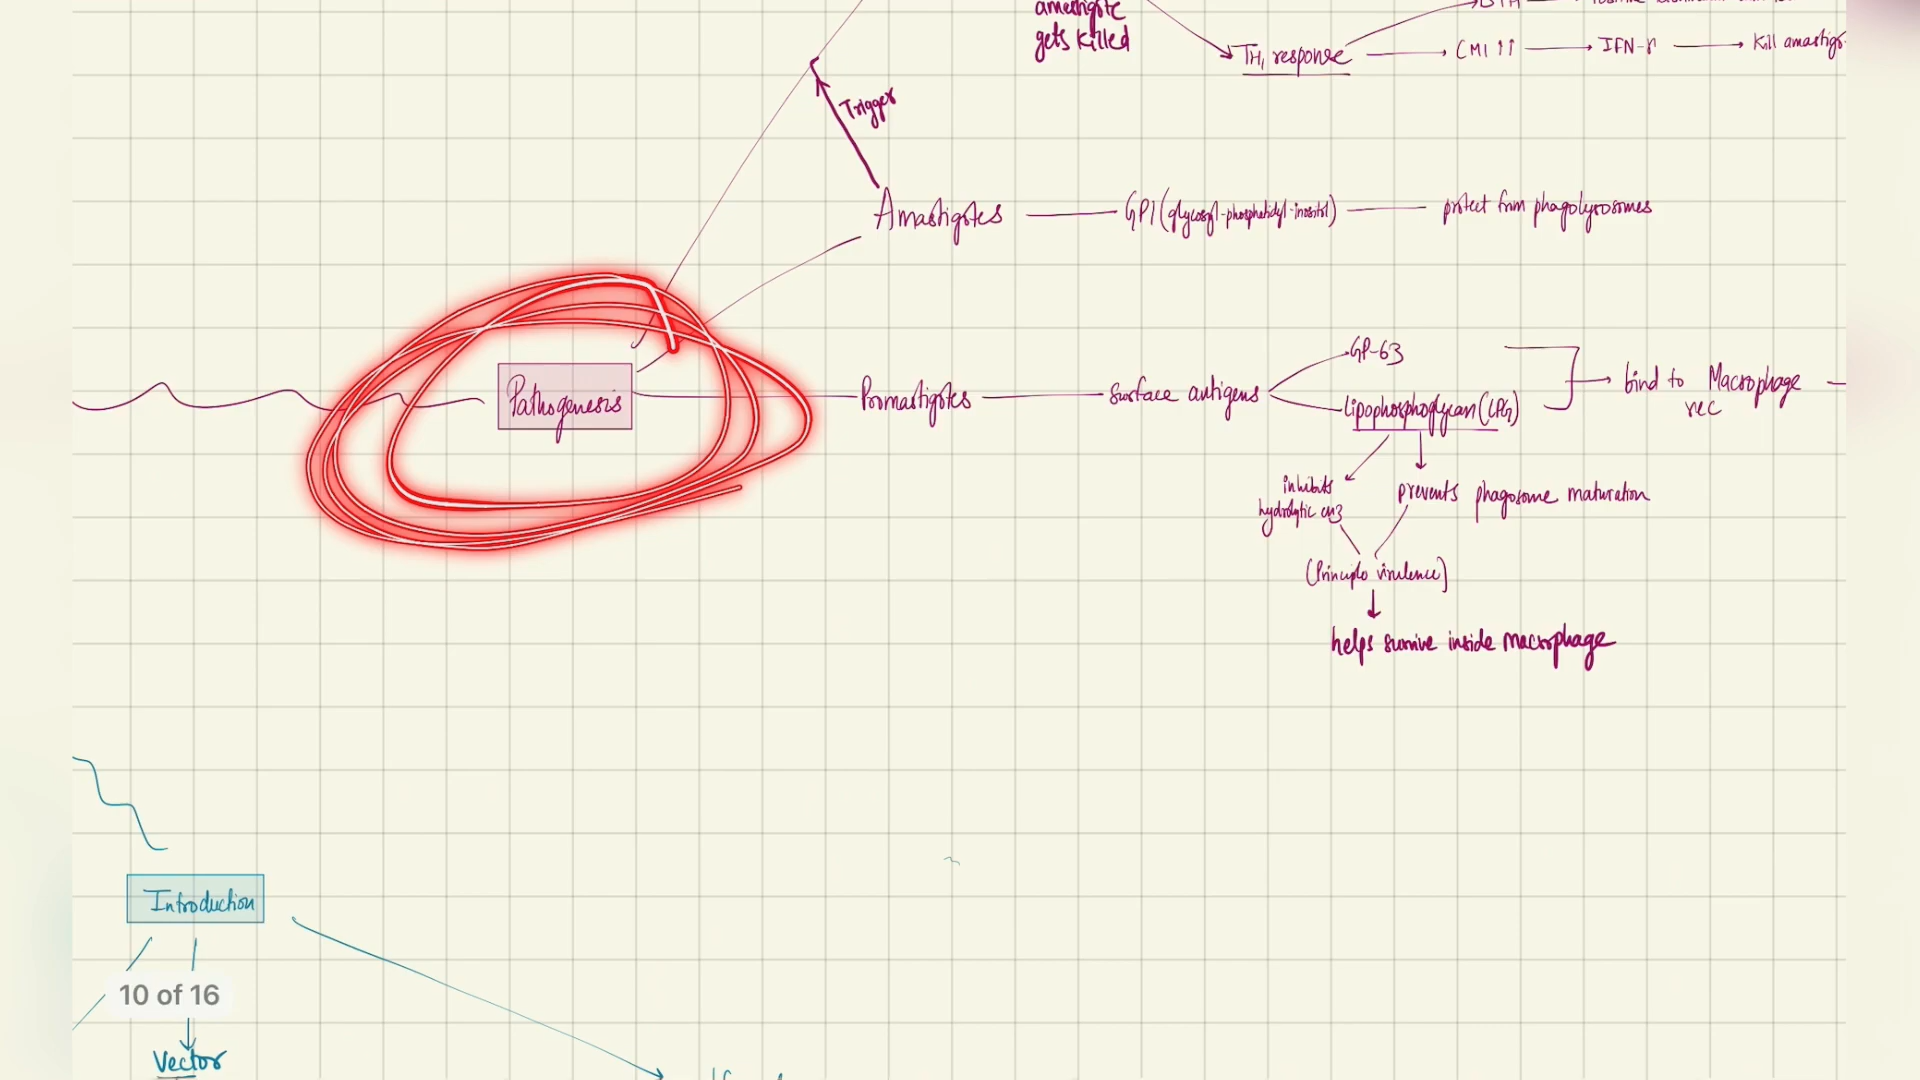 amastigote
gets killed
TH1 response
CMI ↑↑
IFN-γ
Kill amastigo
Trigger
Amastigotes
GPI (glycosyl-phosphatidyl-inositol)
protect from phagolysosomes
Pathogenesis
Promastigotes
Surface antigens
GP-63
Lipophosphoglycan (LPG)
bind to Macrophage
rec
inhibits
hydrolytic enz
prevents phagosome maturation
(Principle virulence)
helps survive inside macrophage
Introduction
10 of 16
Vector